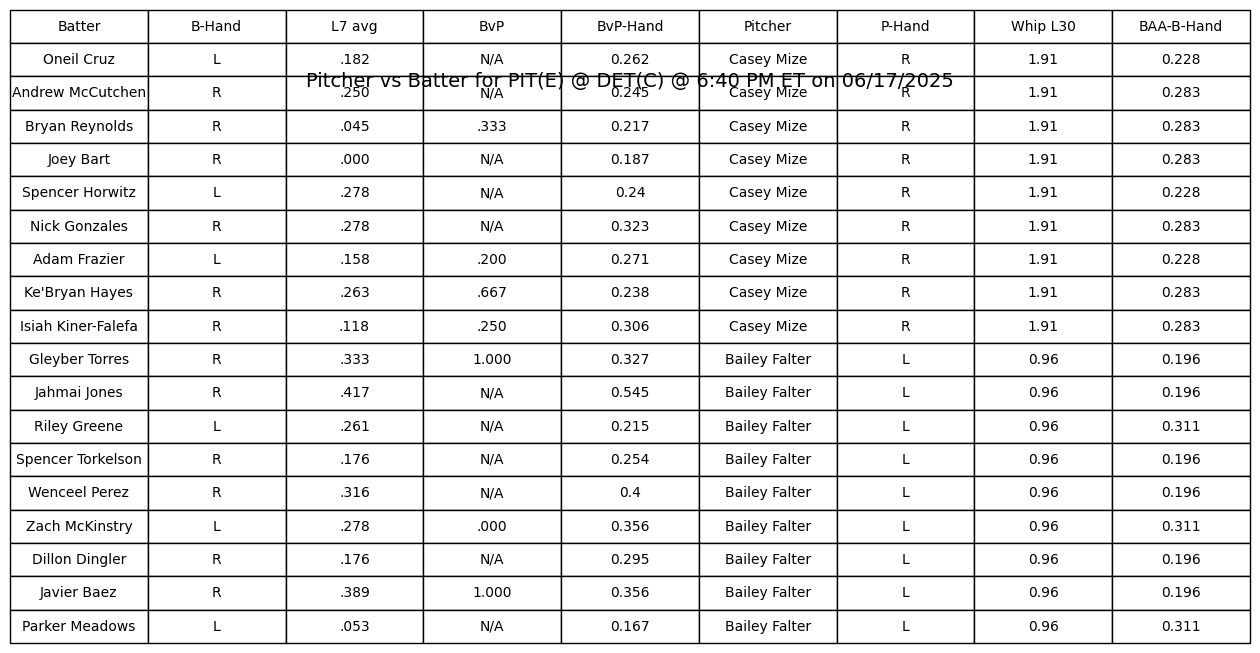 Batter B-Hand L7 avg BvP BvP-Hand Pitcher P-Hand Whip L30 BAA-B-Hand
Oneil Cruz L .182 N/A 0.262 Casey Mize R 1.91 0.228
Pitcher vs Batter for PIT(E) @ DET(C) @ 6:40 PM ET on 06/17/2025
Andrew McCutchen R .250 N/A 0.245 Casey Mize R 1.91 0.283
Bryan Reynolds R .045 .333 0.217 Casey Mize R 1.91 0.283
Joey Bart R .000 N/A 0.187 Casey Mize R 1.91 0.283
Spencer Horwitz L .278 N/A 0.24 Casey Mize R 1.91 0.228
Nick Gonzales R .278 N/A 0.323 Casey Mize R 1.91 0.283
Adam Frazier L .158 .200 0.271 Casey Mize R 1.91 0.228
Ke'Bryan Hayes R .263 .667 0.238 Casey Mize R 1.91 0.283
Isiah Kiner-Falefa R .118 .250 0.306 Casey Mize R 1.91 0.283
Gleyber Torres R .333 1.000 0.327 Bailey Falter L 0.96 0.196
Jahmai Jones R .417 N/A 0.545 Bailey Falter L 0.96 0.196
Riley Greene L .261 N/A 0.215 Bailey Falter L 0.96 0.311
Spencer Torkelson R .176 N/A 0.254 Bailey Falter L 0.96 0.196
Wenceel Perez R .316 N/A 0.4 Bailey Falter L 0.96 0.196
Zach McKinstry L .278 .000 0.356 Bailey Falter L 0.96 0.311
Dillon Dingler R .176 N/A 0.295 Bailey Falter L 0.96 0.196
Javier Baez R .389 1.000 0.356 Bailey Falter L 0.96 0.196
Parker Meadows L .053 N/A 0.167 Bailey Falter L 0.96 0.311